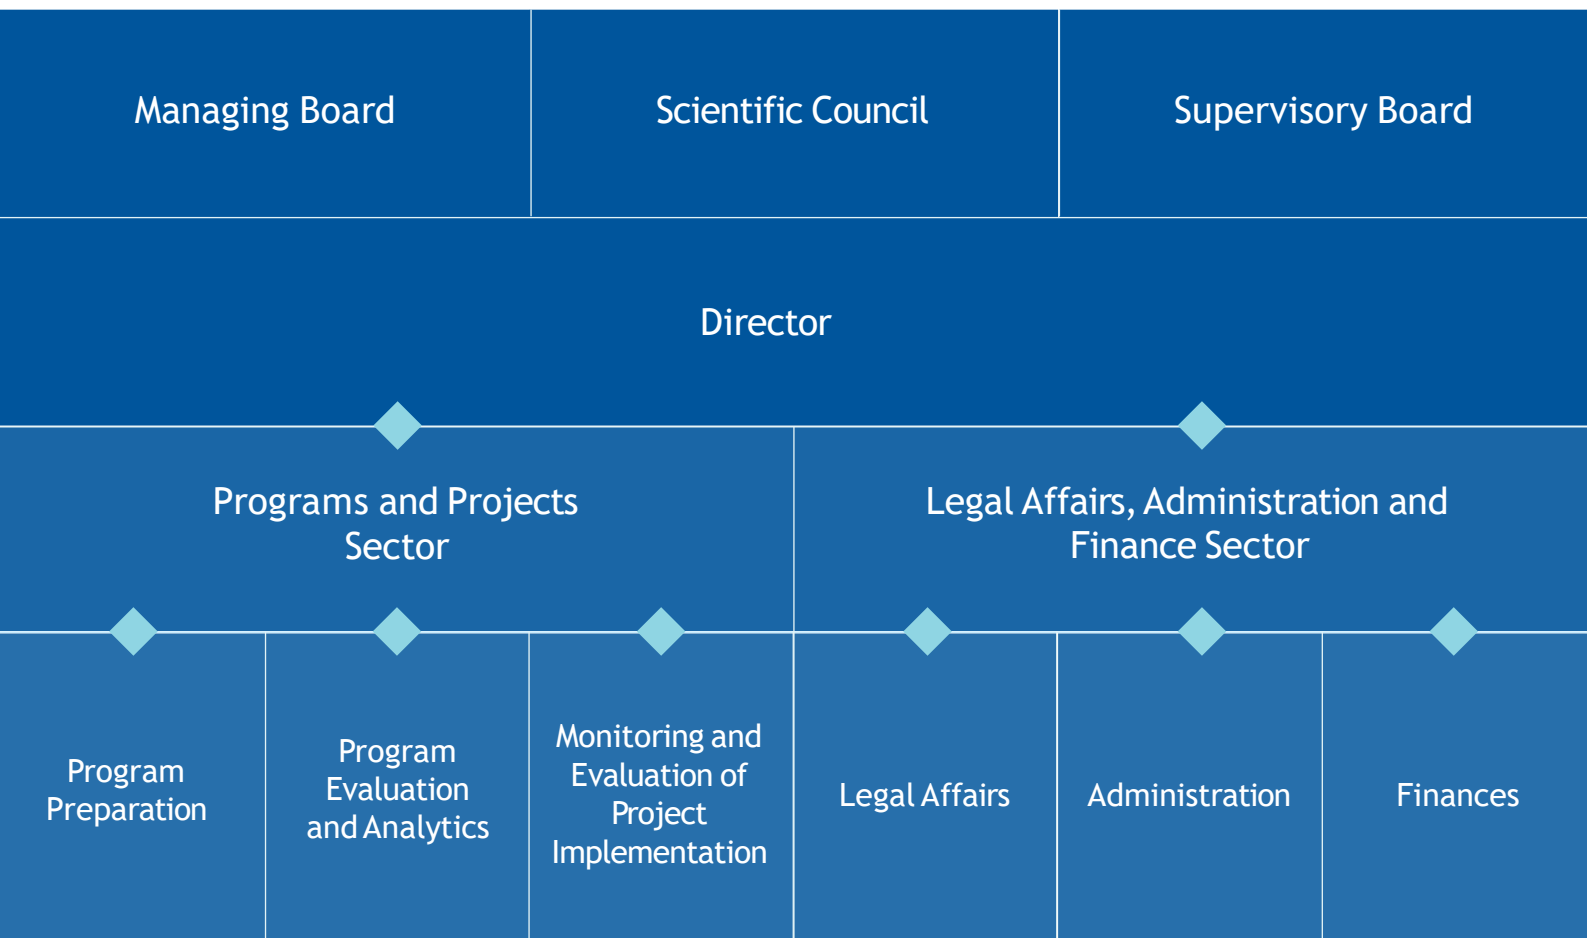 Managing Board
Scientific Council
Supervisory Board
Director
Programs and Projects
Sector
Legal Affairs, Administration and
Finance Sector
Program
Preparation
Program
Evaluation
and Analytics
Monitoring and
Evaluation of
Project
Implementation
Legal Affairs
Administration
Finances